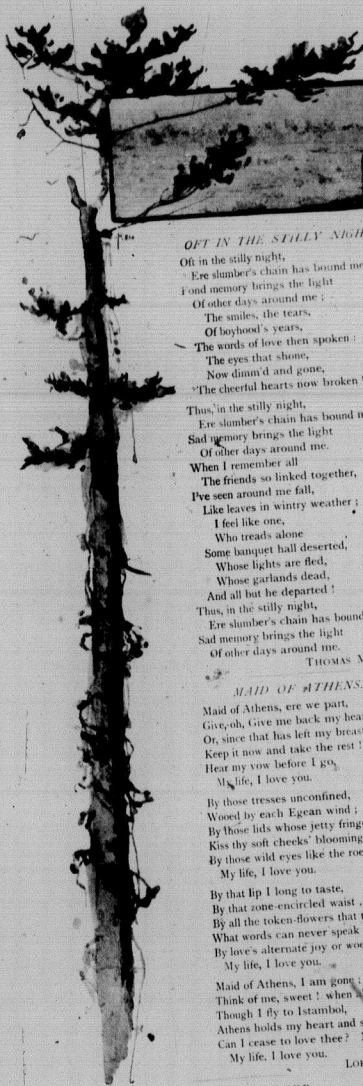 OFT IN THE STILLY NIGH
Oft in the stilly night,
Ere slumber's chain has bound me
Fond memory brings the light
Of other days around me ;
The smiles, the tears,
Of boyhood's years,
The words of love then spoken :
The eyes that shone,
Now dimm'd and gone,
The cheerful hearts now broken !
Thus, in the stilly night,
Ere slumber's chain has bound m
Sad memory brings the light
Of other days around me.
When I remember all
The friends so linked together,
I've seen around me fall,
Like leaves in wintry weather ;
I feel like one,
Who treads alone
Some banquet hall deserted,
Whose lights are fled,
Whose garlands dead,
And all but he departed !
Thus, in the stilly night,
Ere slumber's chain has bound
Sad memory brings the light
Of other days around me.
THOMAS M
MAID OF ATHENS.
Maid of Athens, ere we part,
Give, oh, Give me back my hea
Or, since that has left my breas
Keep it now and take the rest !
Hear my vow before I go,
My life, I love you.
By those tresses unconfined,
Wooed by each Egean wind ;
By those lids whose jetty fring
Kiss thy soft cheeks' blooming
By those wild eyes like the roe
My life, I love you.
By that lip I long to taste,
By that zone-encircled waist ,
By all the token-flowers that t
What words can never speak
By love's alternate joy or woe
My life, I love you.
Maid of Athens, I am gone :
Think of me, sweet ! when
Though I fly to Istambol,
Athens holds my heart and s
Can I cease to love thee ?
My life, I love you.